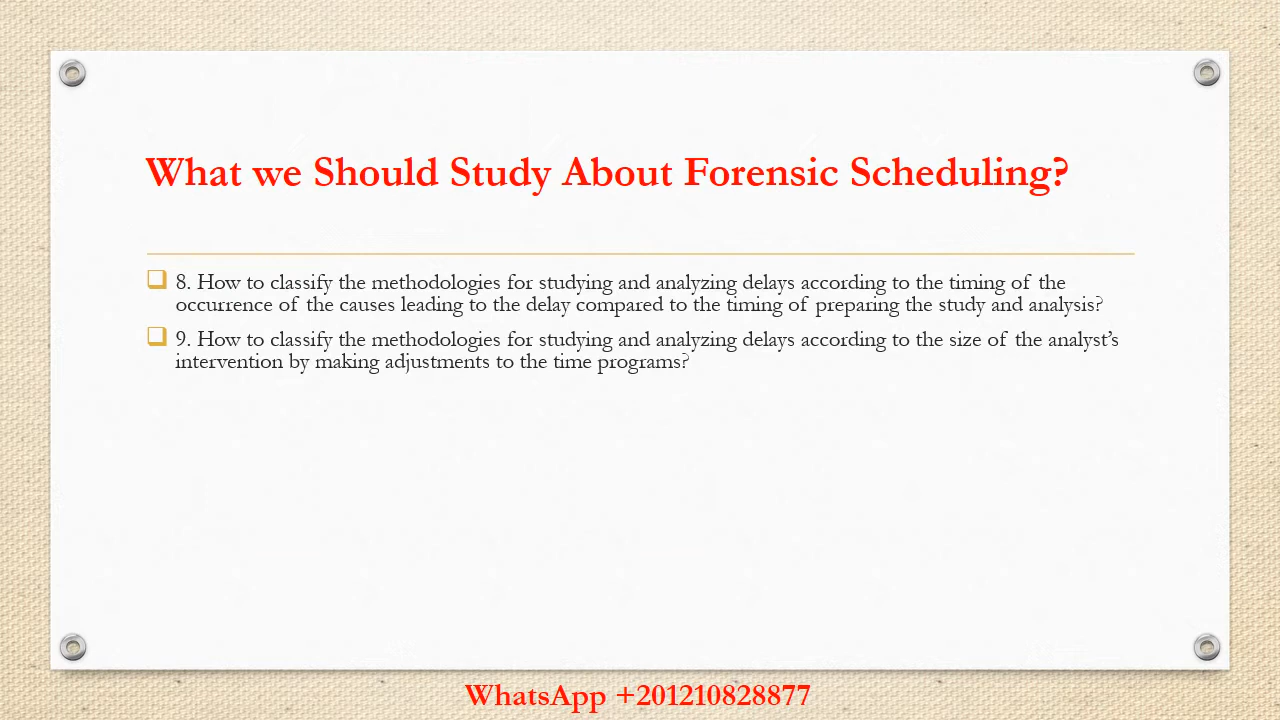 What we Should Study About Forensic Scheduling?
8. How to classify the methodologies for studying and analyzing delays according to the timing of the
occurrence of the causes leading to the delay compared to the timing of preparing the study and analysis?
9. How to classify the methodologies for studying and analyzing delays according to the size of the analyst’s
intervention by making adjustments to the time programs?
WhatsApp +201210828877